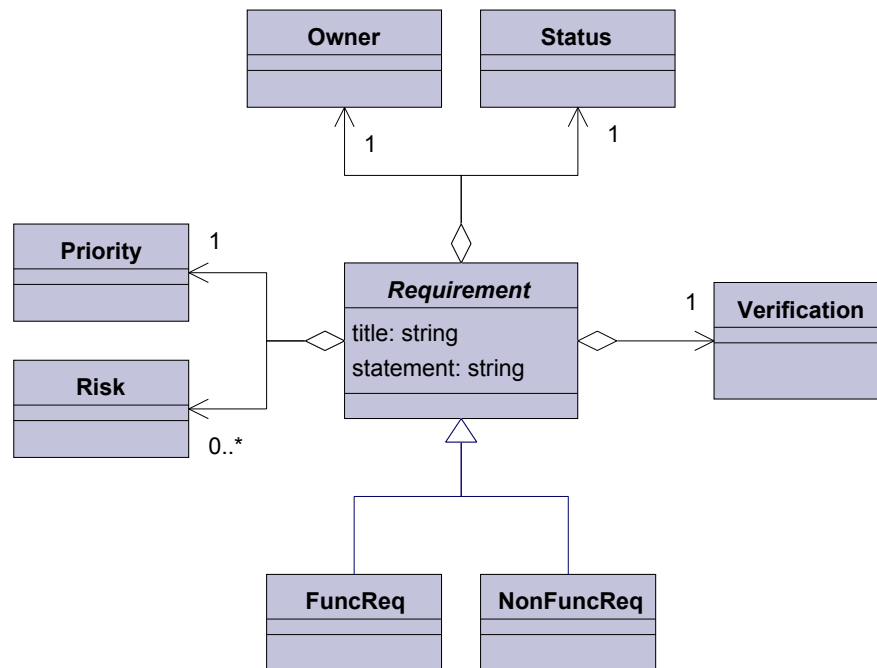 Owner
Status
1
1
Priority
1
Requirement
title: string
statement: string
1
Verification
Risk
0..*
FuncReq
NonFuncReq